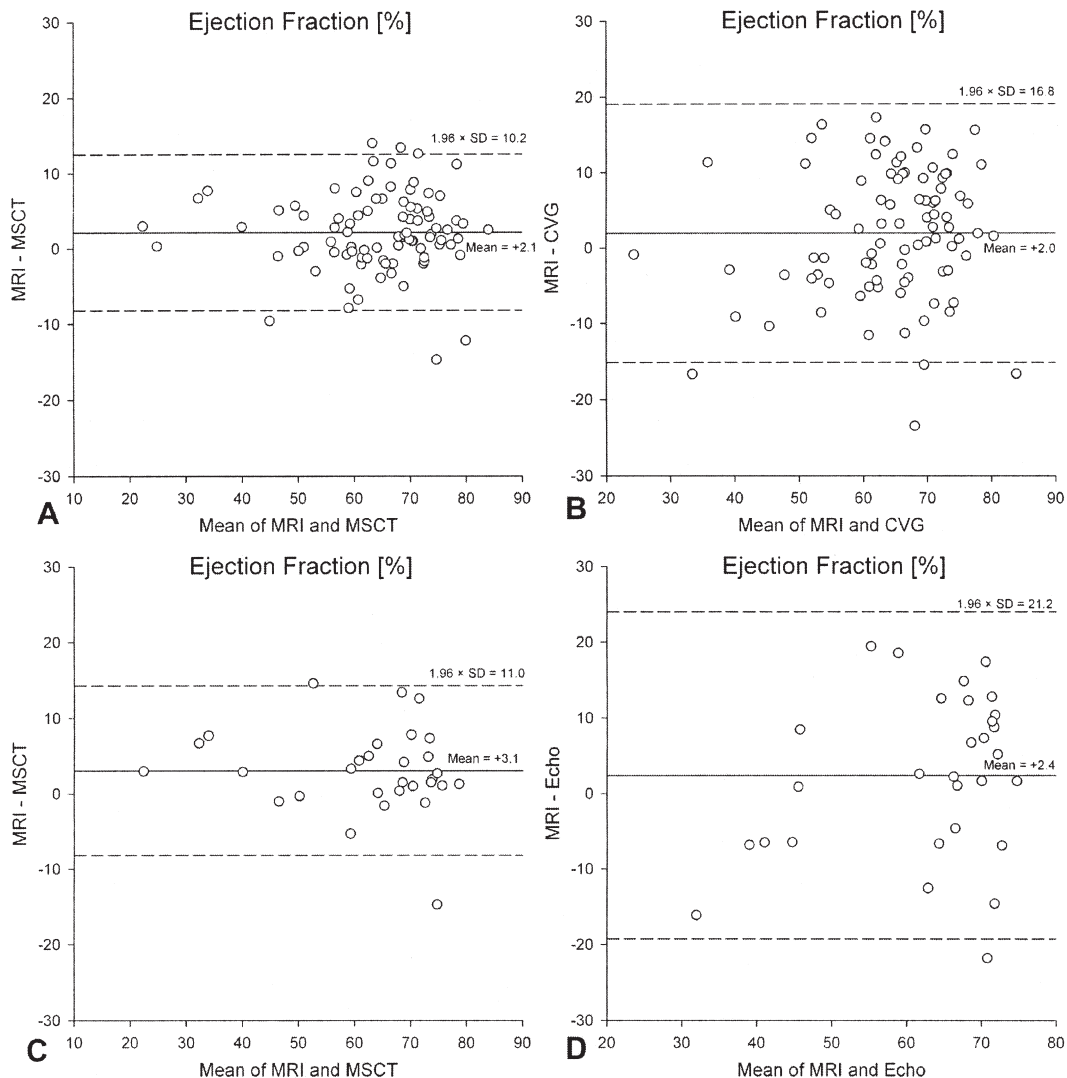 Ejection Fraction [%]
30
20
10
0
-10
-20
-30
MRI - MSCT
1.96 × SD = 10.2
Mean = +2.1
10 20 30 40 50 60 70 80 90
Mean of MRI and MSCT
A
Ejection Fraction [%]
30
20
10
0
-10
-20
-30
MRI - CVG
1.96 × SD = 16.8
Mean = +2.0
20 30 40 50 60 70 80 90
Mean of MRI and CVG
B
Ejection Fraction [%]
30
20
10
0
-10
-20
-30
MRI - MSCT
1.96 × SD = 11.0
Mean = +3.1
10 20 30 40 50 60 70 80 90
Mean of MRI and MSCT
C
Ejection Fraction [%]
30
20
10
0
-10
-20
-30
MRI - Echo
1.96 × SD = 21.2
Mean = +2.4
20 30 40 50 60 70 80
Mean of MRI and Echo
D